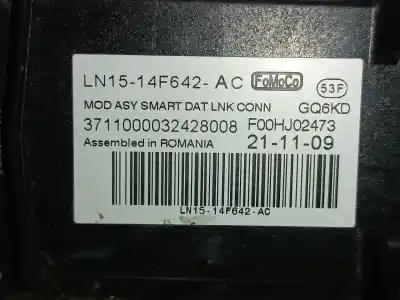 LN15-14F642-AC FoMoCo 53F
MOD ASY SMART DAT LNK CONN GQ6KD
3711000032428008 F00HJ02473
Assembled in ROMANIA 21-11-09
LN15-14F642-AC